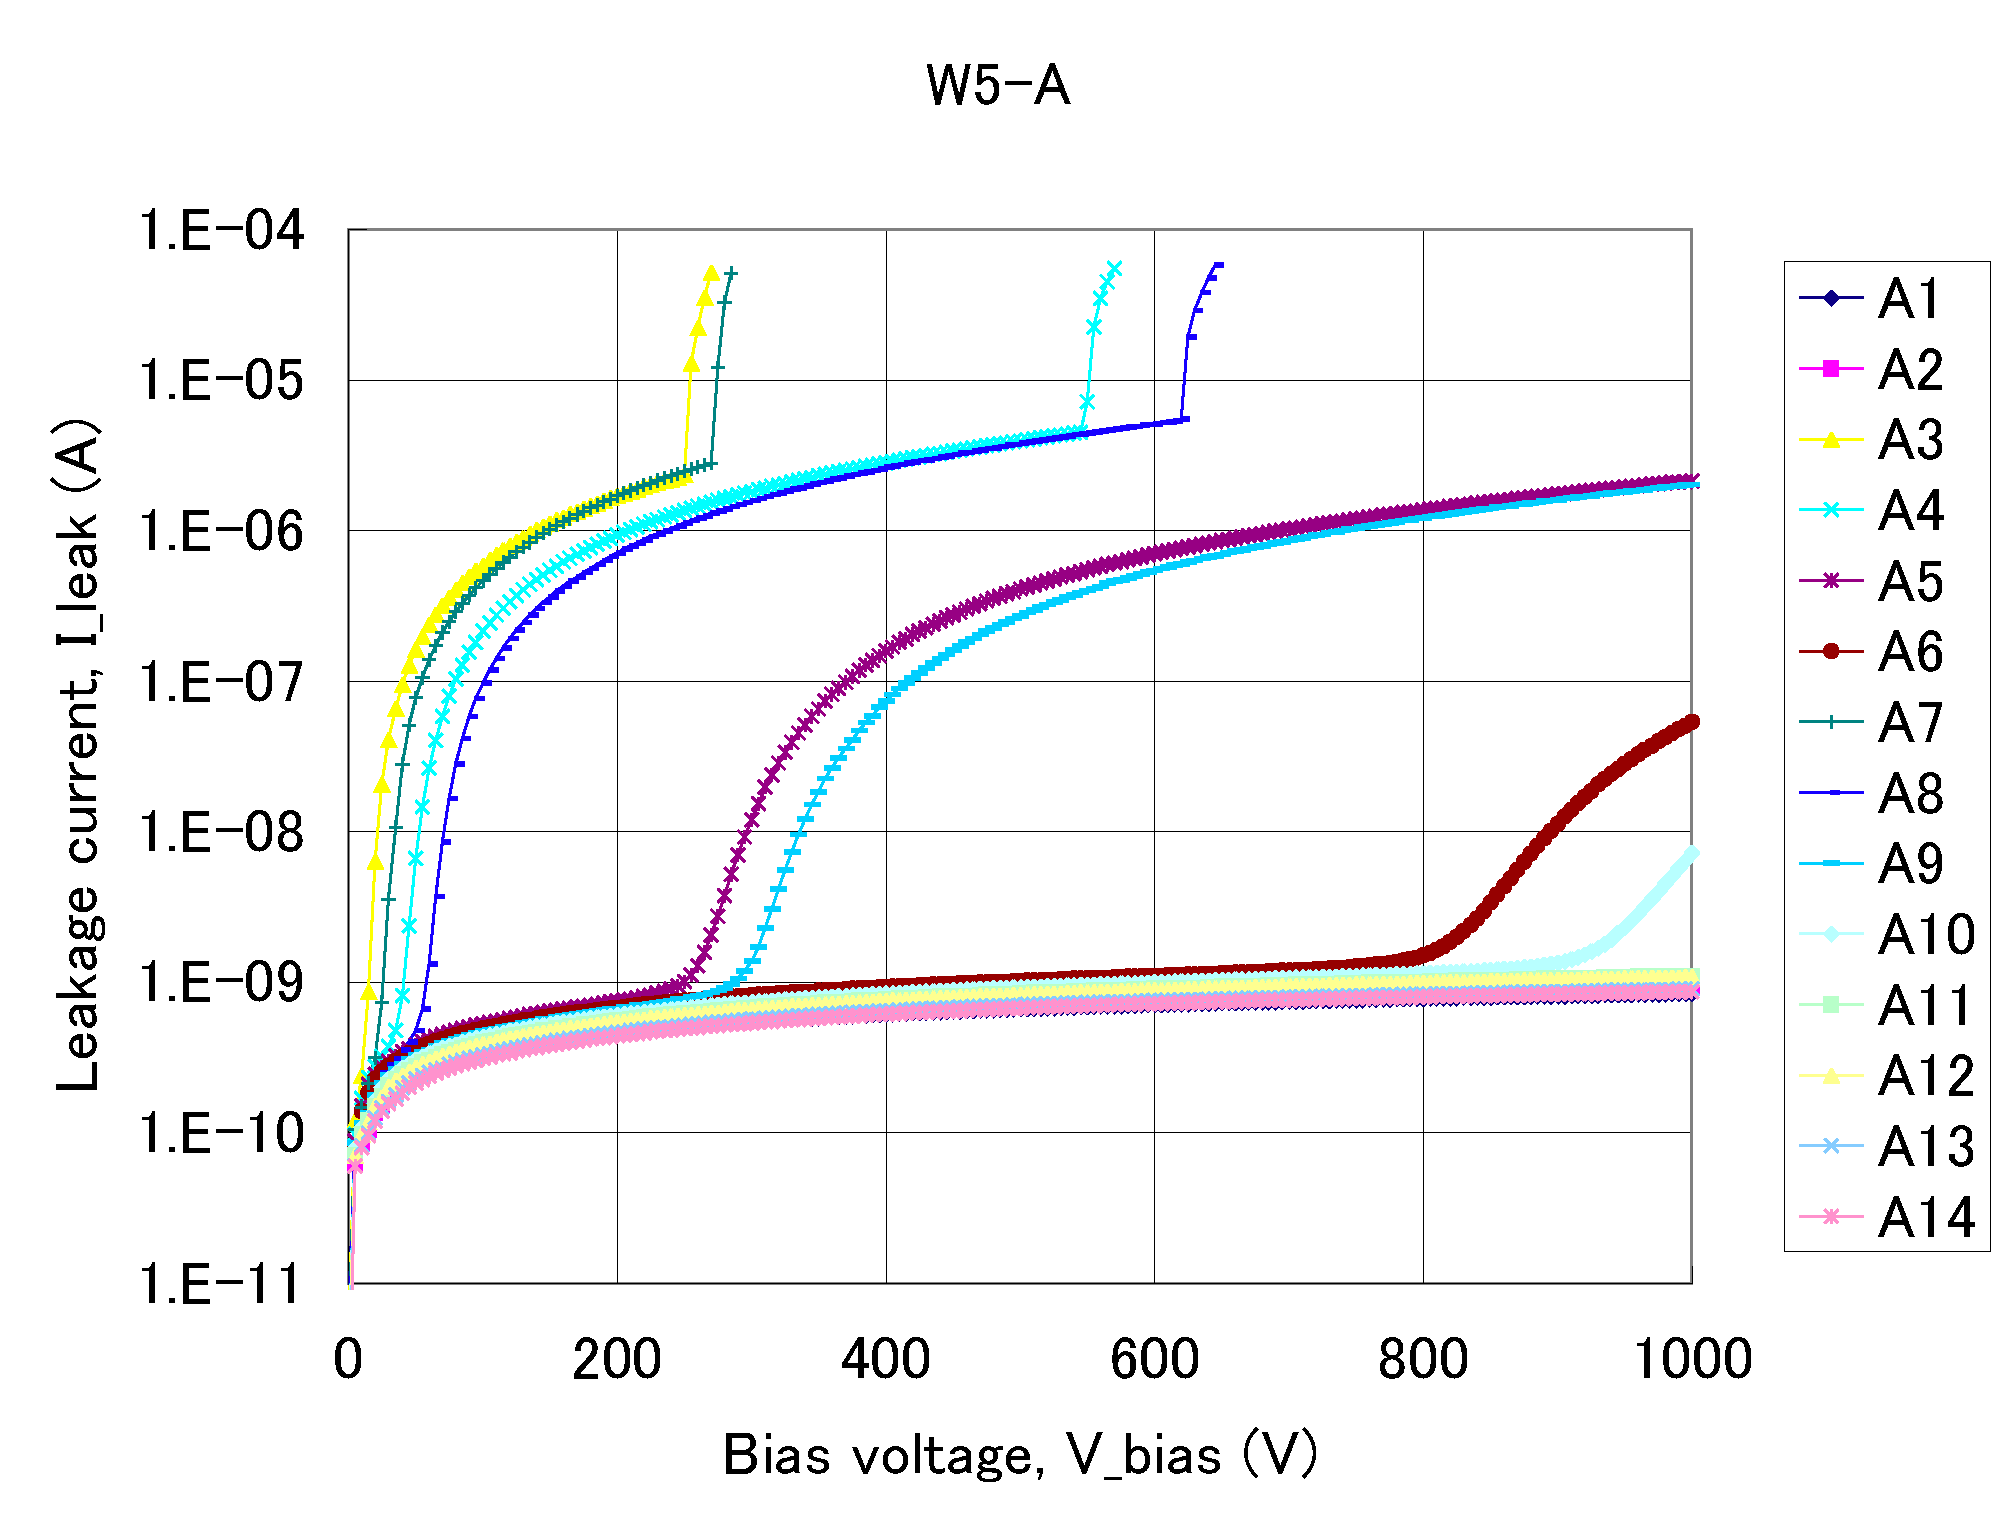 W5-A
1.E-04
1.E-05
1.E-06
1.E-07
1.E-08
1.E-09
1.E-10
1.E-11
Leakage current, I_leak (A)
0 200 400 600 800 1000
Bias voltage, V_bias (V)
A1
A2
A3
A4
A5
A6
A7
A8
A9
A10
A11
A12
A13
A14